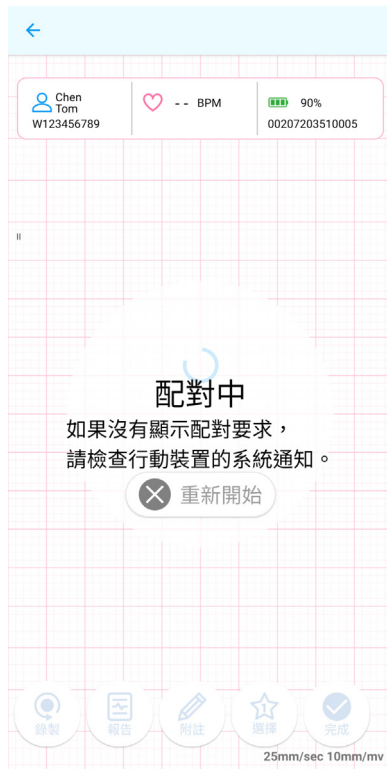 Chen
Tom
W123456789
-- BPM
90%
00207203510005
II
配對中
如果沒有顯示配對要求，
請檢查行動裝置的系統通知。
重新開始
錄製
報告
附註
1
選擇
完成
25mm/sec 10mm/mv